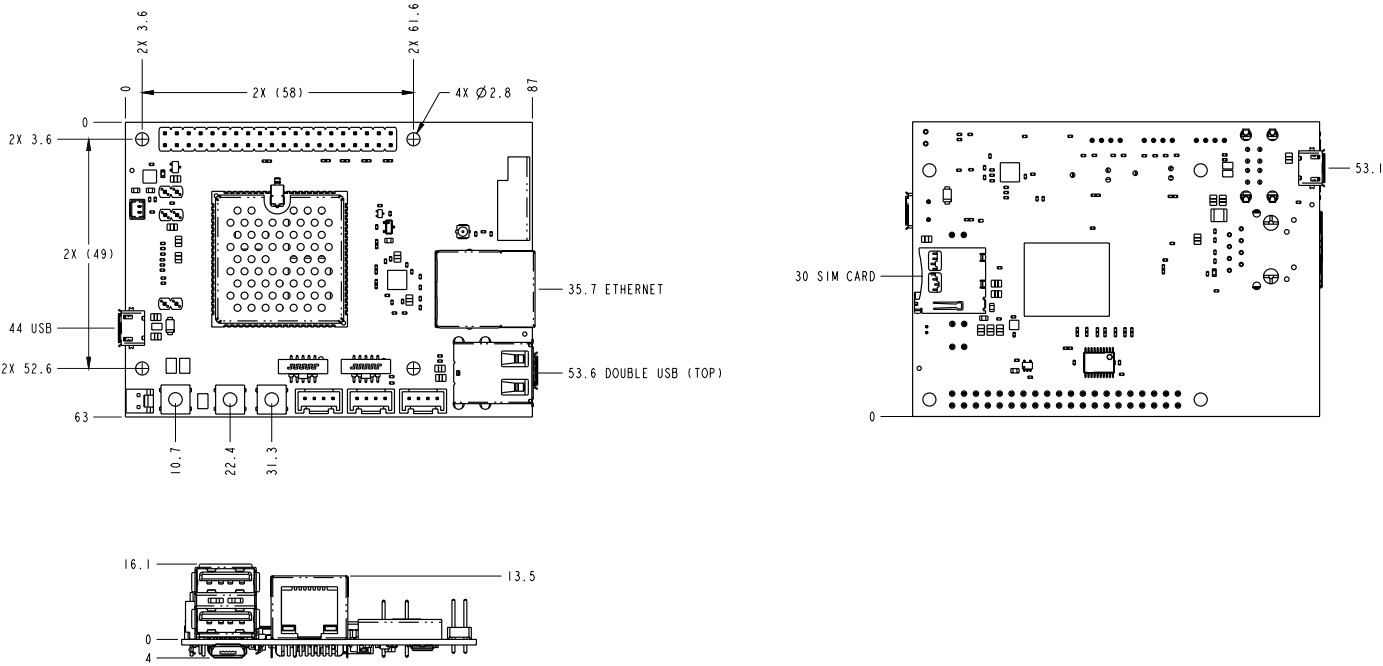 2X 3.6
2X 61.6
0
2X (58)
4X Ø2.8
87
0
2X 3.6
2X (49)
44 USB
2X 52.6
63
35.7 ETHERNET
53.6 DOUBLE USB (TOP)
10.7
22.4
31.3
53.1
30 SIM CARD
0
16.1
13.5
0
4